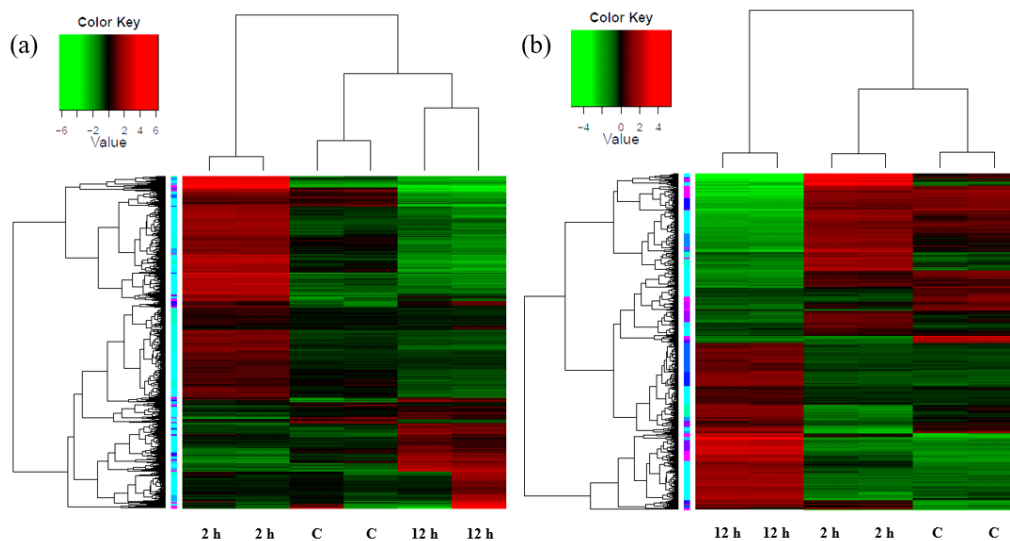 (a)
Color Key
−6 −2 0 2 4 6
Value
2 h 2 h C C 12 h 12 h
(b)
Color Key
−4 0 2 4
Value
12 h 12 h 2 h 2 h C C